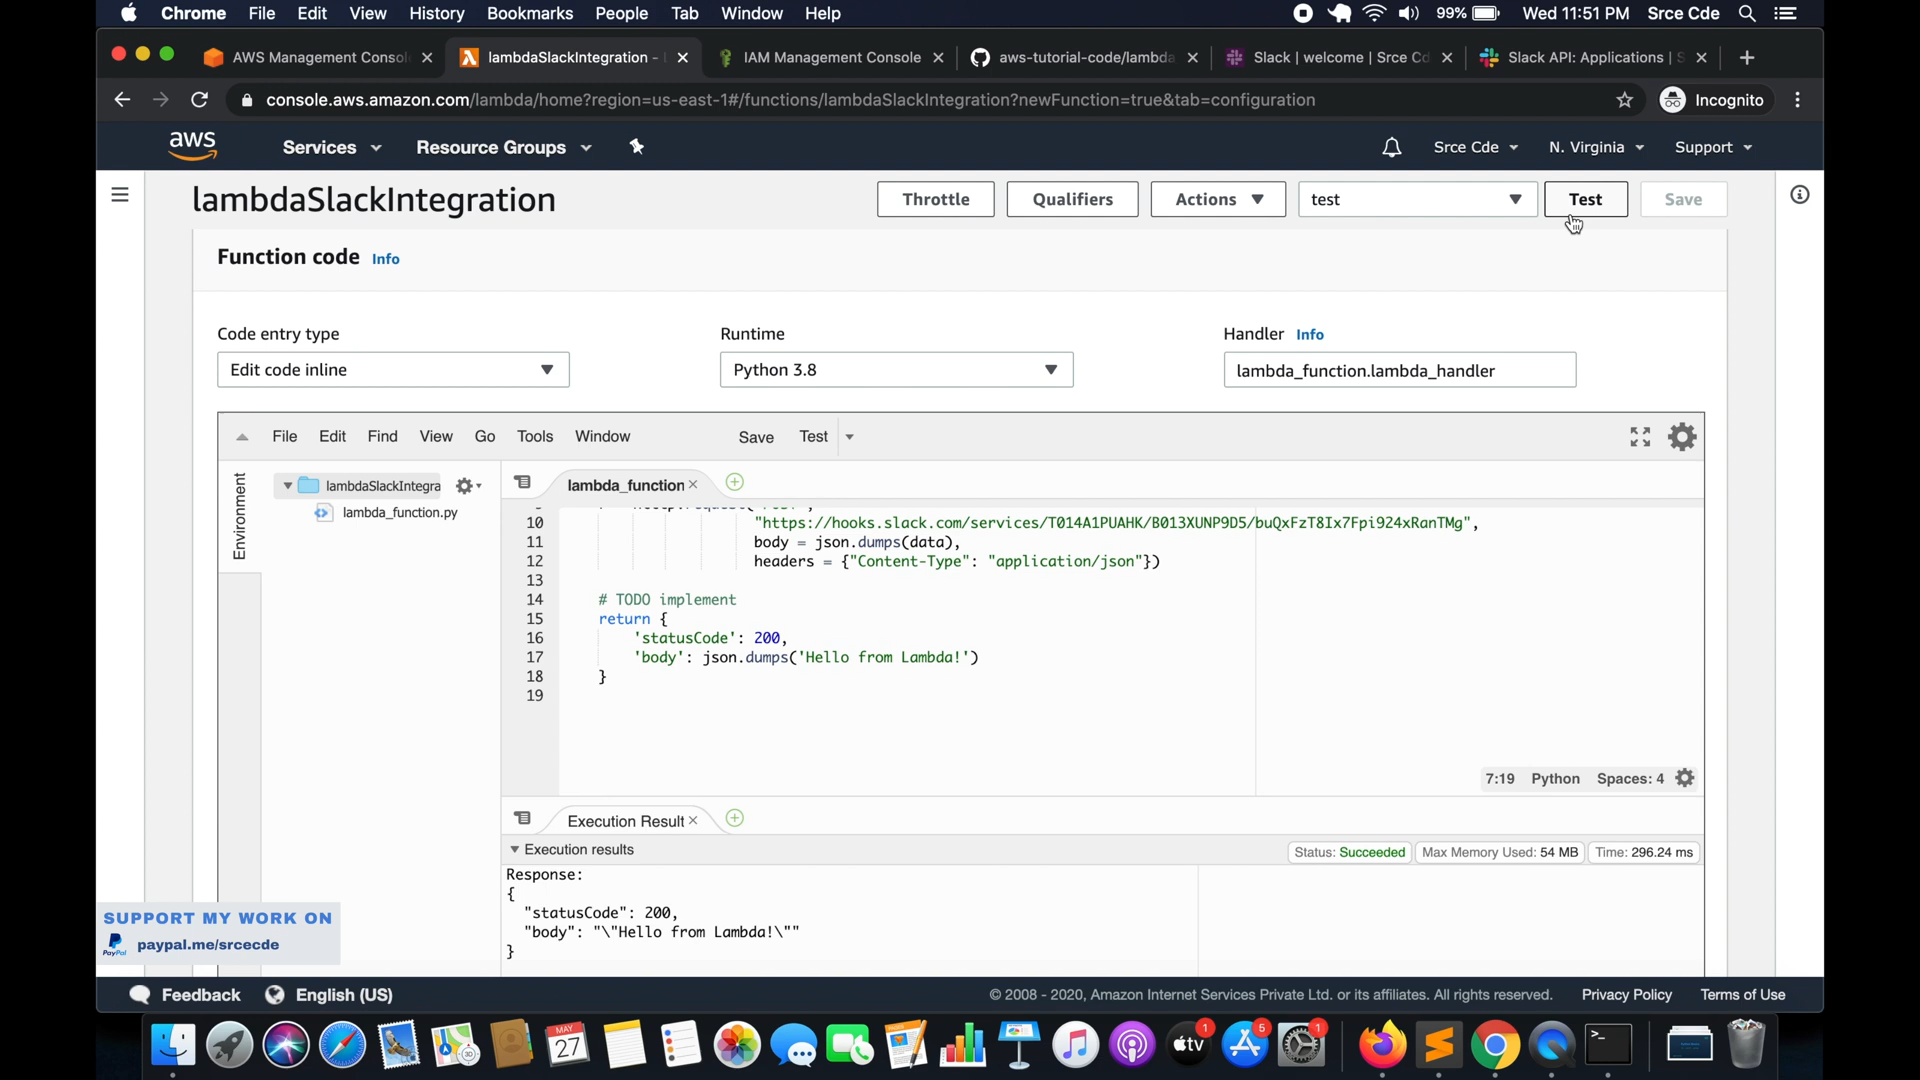 Chrome File Edit View History Bookmarks People Tab Window Help 99% Wed 11:51 PM Srce Cde
AWS Management Consol lambdaSlackIntegration - IAM Management Console aws-tutorial-code/lambda Slack | welcome | Srce Cd Slack API: Applications | S
console.aws.amazon.com/lambda/home?region=us-east-1#/functions/lambdaSlackIntegration?newFunction=true&tab=configuration Incognito
aws Services Resource Groups Srce Cde N. Virginia Support
lambdaSlackIntegration Throttle Qualifiers Actions test Test Save
Function code Info
Code entry type Runtime Handler Info
Edit code inline Python 3.8 lambda_function.lambda_handler
File Edit Find View Go Tools Window Save Test
Environment
lambdaSlackIntegra lambda_function
lambda_function.py
10 "https://hooks.slack.com/services/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",
11 body = json.dumps(data),
12 headers = {"Content-Type": "application/json"})
13
14 # TODO implement
15 return {
16 'statusCode': 200,
17 'body': json.dumps('Hello from Lambda!')
18 }
19
7:19 Python Spaces: 4
Execution Result
Execution results Status: Succeeded Max Memory Used: 54 MB Time: 296.24 ms
Response:
{
"statusCode": 200,
"body": "\"Hello from Lambda!\""
}
SUPPORT MY WORK ON
PayPal paypal.me/srcecde
Feedback English (US) © 2008 - 2020, Amazon Internet Services Private Ltd. or its affiliates. All rights reserved. Privacy Policy Terms of Use
MAY
27
tv
1
5
1